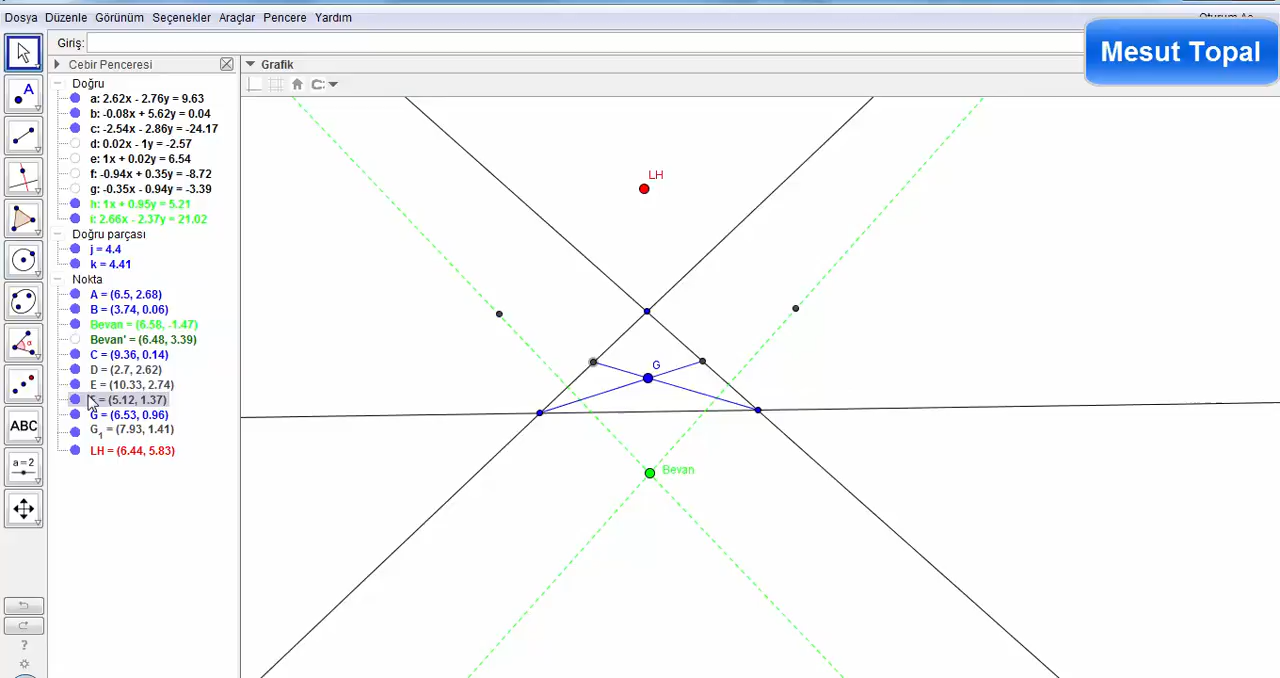 Dosya Düzenle Görünüm Seçenekler Araçlar Pencere Yardım
Mesut Topal
Giriş:
Cebir Penceresi
Grafik
Doğru
a: 2.62x - 2.76y = 9.63
b: -0.08x + 5.62y = 0.04
c: -2.54x - 2.86y = -24.17
d: 0.02x - 1y = -2.57
e: 1x + 0.02y = 6.54
f: -0.94x + 0.35y = -8.72
g: -0.35x - 0.94y = -3.39
h: 1x + 0.95y = 5.21
i: 2.66x - 2.37y = 21.02
Doğru parçası
j = 4.4
k = 4.41
Nokta
A = (6.5, 2.68)
B = (3.74, 0.06)
Bevan = (6.58, -1.47)
Bevan' = (6.48, 3.39)
C = (9.36, 0.14)
D = (2.7, 2.62)
E = (10.33, 2.74)
= (5.12, 1.37)
G = (6.53, 0.96)
G1 = (7.93, 1.41)
LH = (6.44, 5.83)
LH
G
Bevan
A
α
ABC
a=2
?